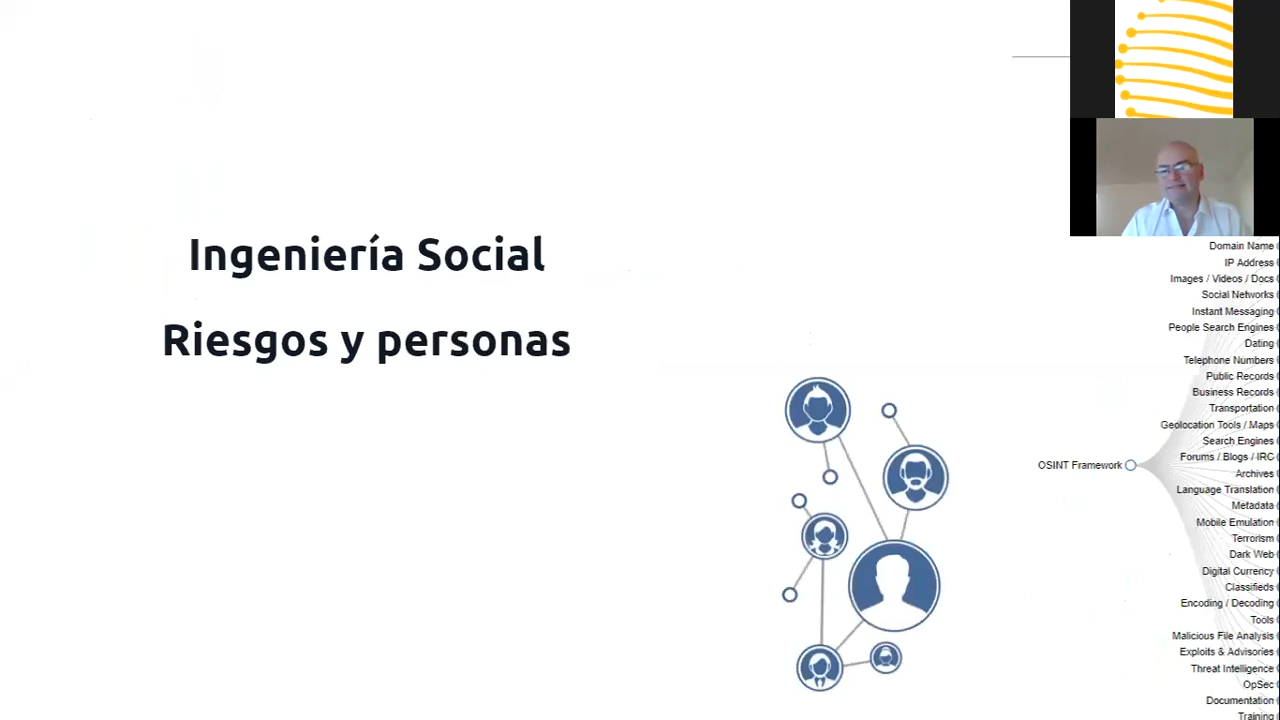 Ingeniería Social
Riesgos y personas
OSINT Framework
Domain Name
IP Address
Images / Videos / Docs
Social Networks
Instant Messaging
People Search Engines
Dating
Telephone Numbers
Public Records
Business Records
Transportation
Geolocation Tools / Maps
Search Engines
Forums / Blogs / IRC
Archives
Language Translation
Metadata
Mobile Emulation
Terrorism
Dark Web
Digital Currency
Classifieds
Encoding / Decoding
Tools
Malicious File Analysis
Exploits & Advisories
Threat Intelligence
OpSec
Documentation
Training